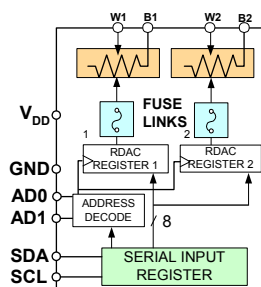 W1 B1 W2 B2
FUSE
LINKS
1 2
VDD
RDAC
REGISTER 1
RDAC
REGISTER 2
GND
AD0
AD1
ADDRESS
DECODE
8
SDA
SCL
SERIAL INPUT
REGISTER